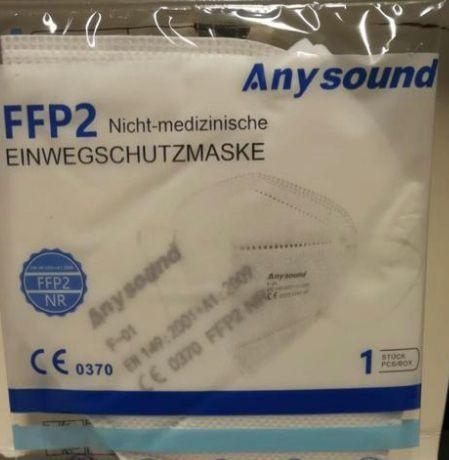 Anysound
FFP2 Nicht-medizinische
EINWEGSCHUTZMASKE
Anysound
F-01
FFP2
NR
Anysound
F-01
EN 149:2001+A1:2009
CE 0370 FFP2 NR
CE 0370
1 STÜCK
PCS/BOX